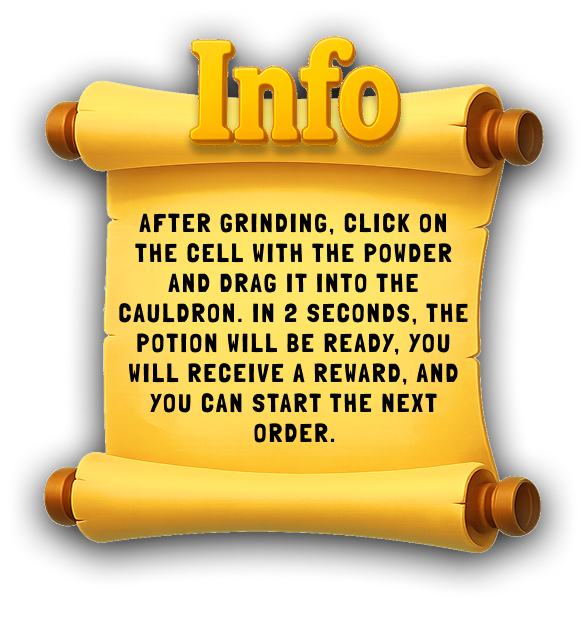 Info
AFTER GRINDING, CLICK ON
THE CELL WITH THE POWDER
AND DRAG IT INTO THE
CAULDRON. IN 2 SECONDS, THE
POTION WILL BE READY, YOU
WILL RECEIVE A REWARD, AND
YOU CAN START THE NEXT
ORDER.